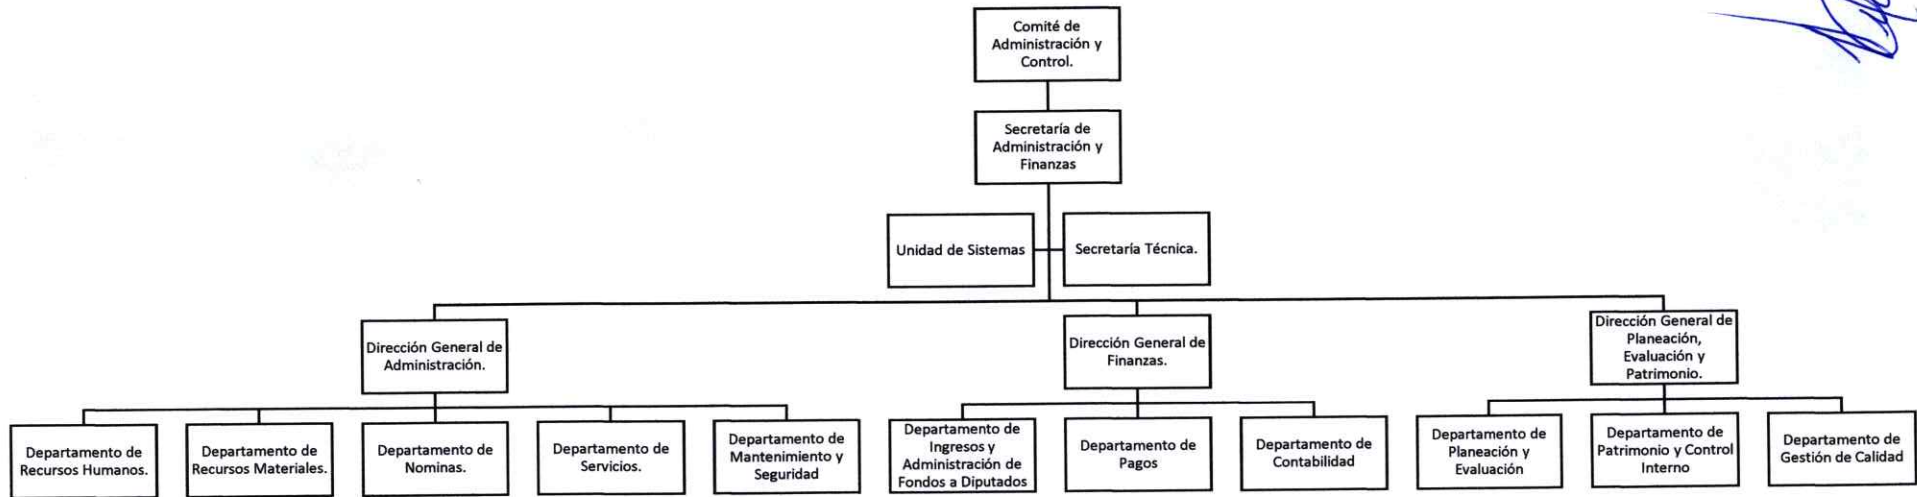 Comité de
Administración y
Control.
Secretaría de
Administración y
Finanzas
Unidad de Sistemas
Secretaría Técnica.
Dirección General de
Administración.
Dirección General de
Finanzas.
Dirección General de
Planeación,
Evaluación y
Patrimonio.
Departamento de
Recursos Humanos.
Departamento de
Recursos Materiales.
Departamento de
Nominas.
Departamento de
Servicios.
Departamento de
Mantenimiento y
Seguridad
Departamento de
Ingresos y
Administración de
Fondos a Diputados
Departamento de
Pagos
Departamento de
Contabilidad
Departamento de
Planeación y
Evaluación
Departamento de
Patrimonio y Control
Interno
Departamento de
Gestión de Calidad